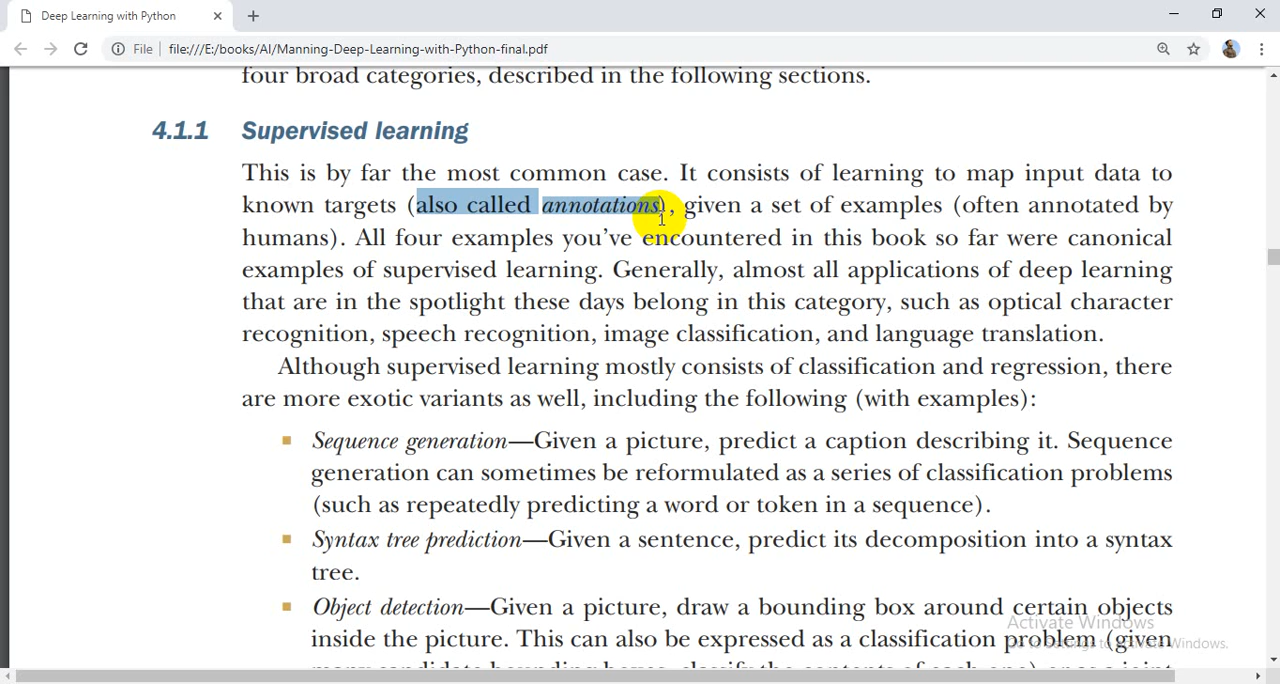 Deep Learning with Python
File
file:///E:/books/AI/Manning-Deep-Learning-with-Python-final.pdf
four broad categories, described in the following sections.
4.1.1 Supervised learning
This is by far the most common case. It consists of learning to map input data to
known targets (also called annotations), given a set of examples (often annotated by
humans). All four examples you’ve encountered in this book so far were canonical
examples of supervised learning. Generally, almost all applications of deep learning
that are in the spotlight these days belong in this category, such as optical character
recognition, speech recognition, image classification, and language translation.
Although supervised learning mostly consists of classification and regression, there
are more exotic variants as well, including the following (with examples):
Sequence generation—Given a picture, predict a caption describing it. Sequence
generation can sometimes be reformulated as a series of classification problems
(such as repeatedly predicting a word or token in a sequence).
Syntax tree prediction—Given a sentence, predict its decomposition into a syntax
tree.
Object detection—Given a picture, draw a bounding box around certain objects
Activate Windows
inside the picture. This can also be expressed as a classification problem (given
Go to Settings to activate Windows.